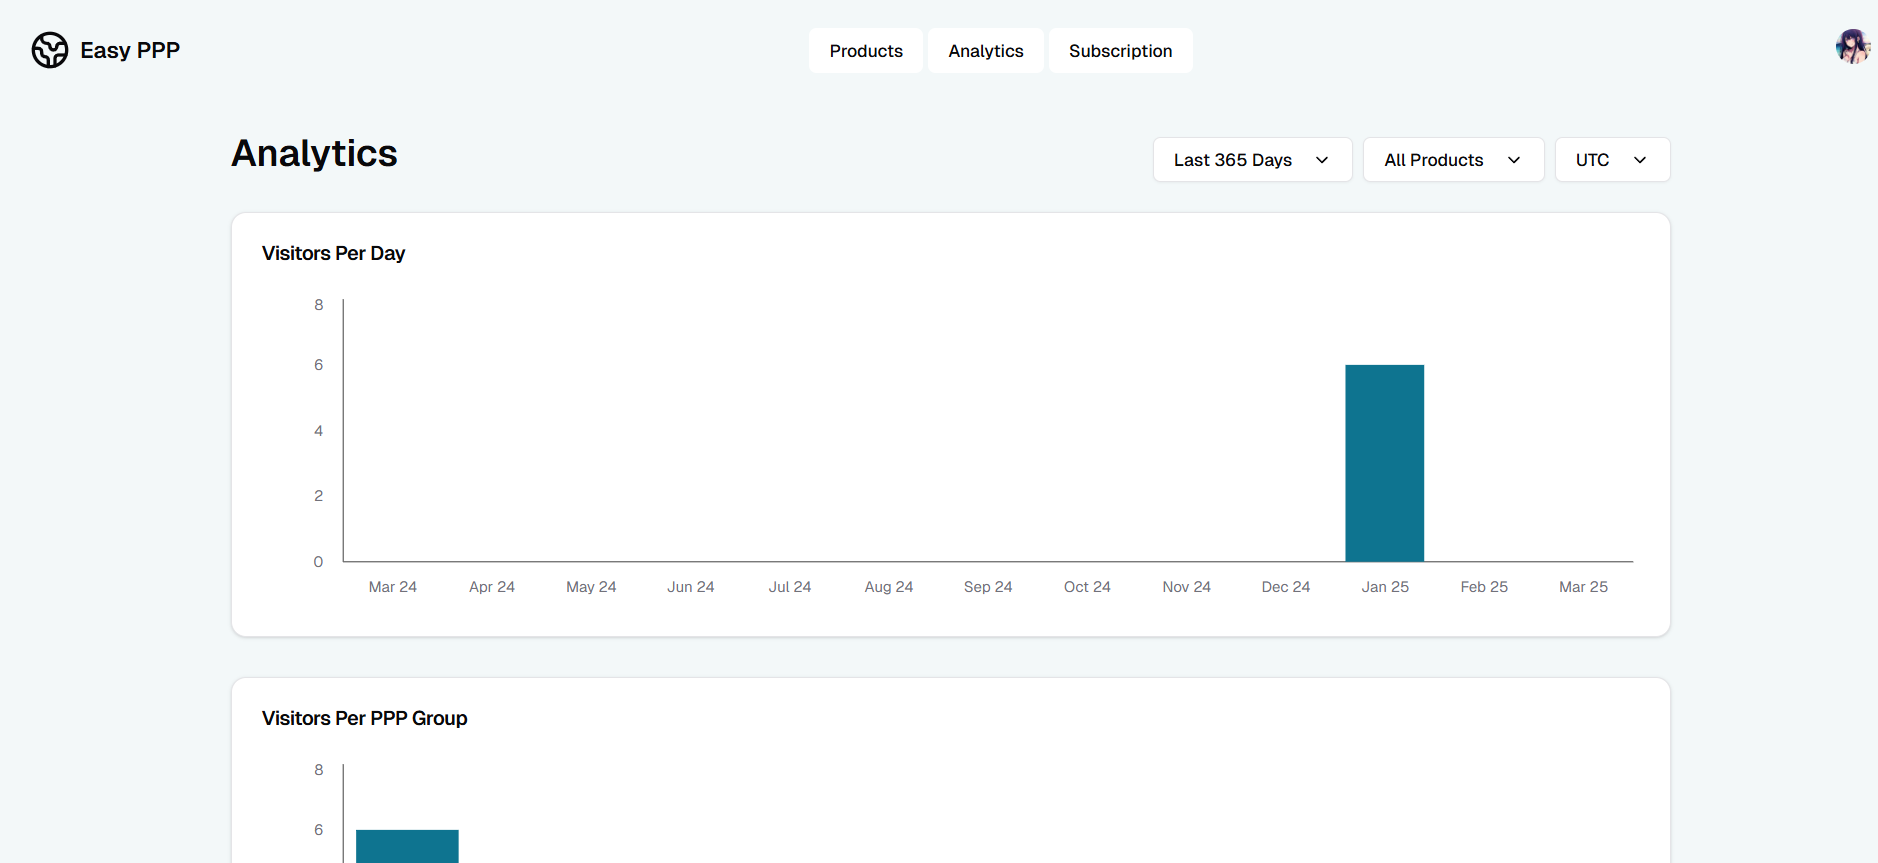 Easy PPP
Products Analytics Subscription
Analytics
Last 365 Days All Products UTC
Visitors Per Day
8
6
4
2
0
Mar 24 Apr 24 May 24 Jun 24 Jul 24 Aug 24 Sep 24 Oct 24 Nov 24 Dec 24 Jan 25 Feb 25 Mar 25
Visitors Per PPP Group
8
6